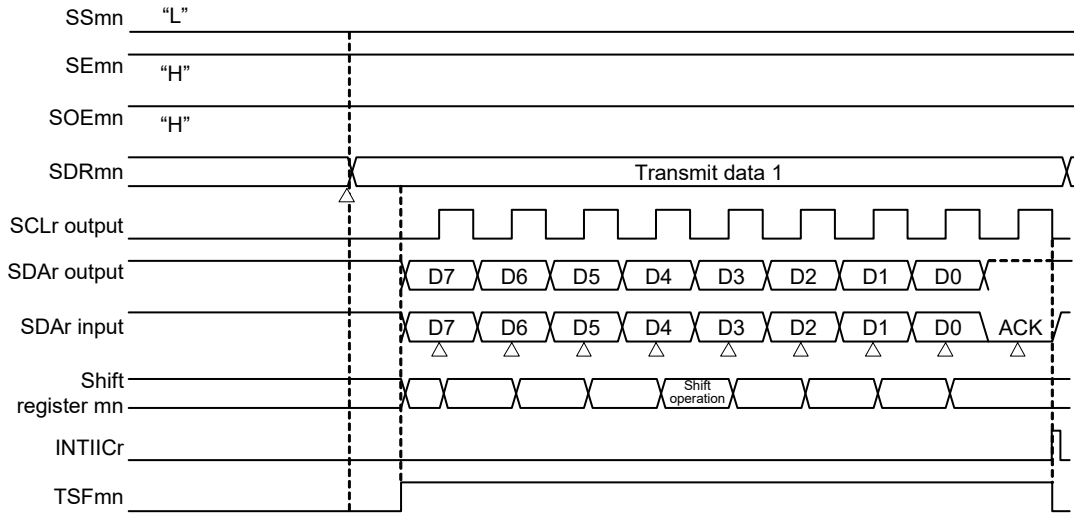 SSmn “L”
SEmn “H”
SOEmn “H”
SDRmn Transmit data 1
SCLr output
SDAr output D7 D6 D5 D4 D3 D2 D1 D0
SDAr input D7 D6 D5 D4 D3 D2 D1 D0 ACK
Shift
register mn
Shift
operation
INTIICr
TSFmn